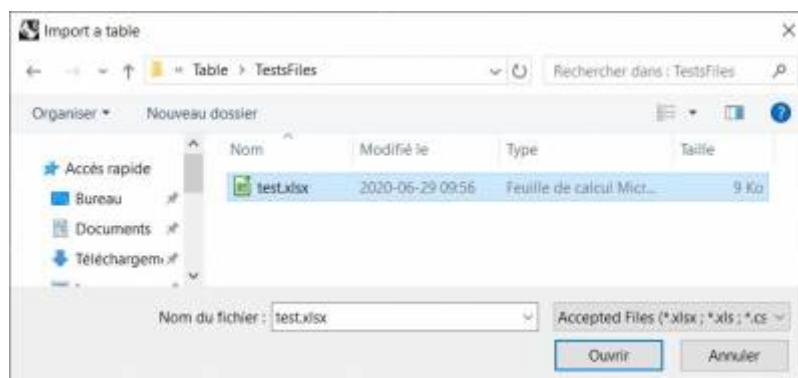 Import a table
« Table > TestsFiles
Rechercher dans : TestsFiles
Organiser
Nouveau dossier
Nom
Modifié le
Type
Taille
Accès rapide
Bureau
Documents
Téléchargem
test.xlsx
2020-06-29 09:56
Feuille de calcul Micr...
9 Ko
Nom du fichier : test.xlsx
Accepted Files (*.xlsx ; *.xls ; *.cs
Ouvrir
Annuler